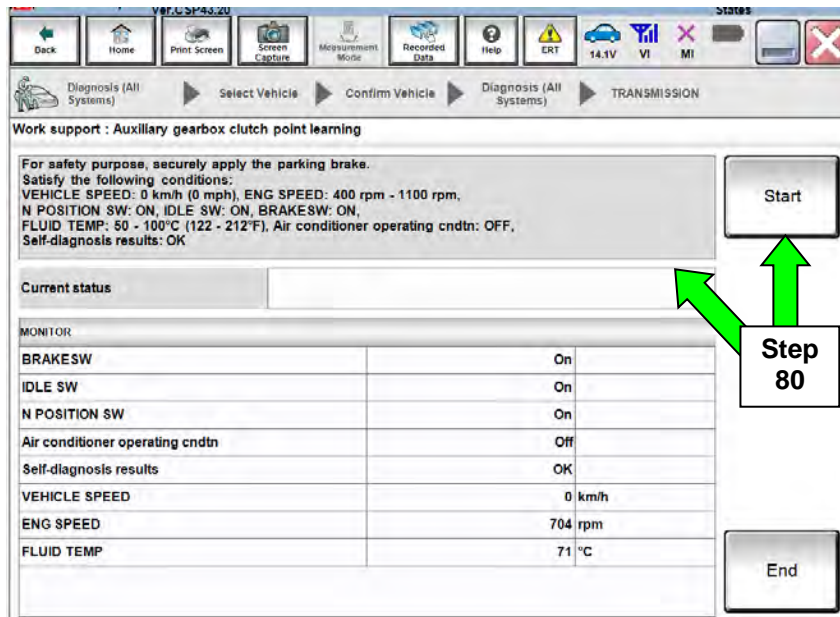 Ver.CSP43.20
States
Back
Home
Print Screen
Screen
Capture
Measurement
Mode
Recorded
Data
Help
ERT
14.1V
VI
MI
Diagnosis (All
Systems)
Select Vehicle
Confirm Vehicle
Diagnosis (All
Systems)
TRANSMISSION
Work support : Auxiliary gearbox clutch point learning
For safety purpose, securely apply the parking brake.
Satisfy the following conditions:
VEHICLE SPEED: 0 km/h (0 mph), ENG SPEED: 400 rpm - 1100 rpm,
N POSITION SW: ON, IDLE SW: ON, BRAKESW: ON,
FLUID TEMP: 50 - 100°C (122 - 212°F), Air conditioner operating cndtn: OFF,
Self-diagnosis results: OK
Start
Current status
Step
80
MONITOR
BRAKESW On
IDLE SW On
N POSITION SW On
Air conditioner operating cndtn Off
Self-diagnosis results OK
VEHICLE SPEED 0 km/h
ENG SPEED 704 rpm
FLUID TEMP 71 °C
End